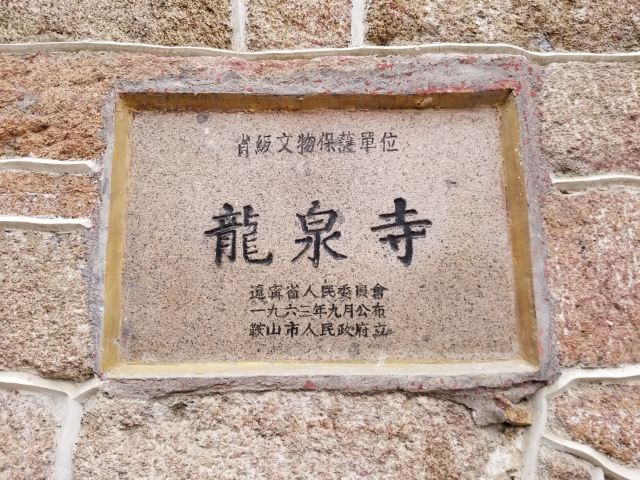 省級文物保護單位
龍泉寺
遼寧省人民委員會
一九六三年九月公布
鞍山市人民政府立